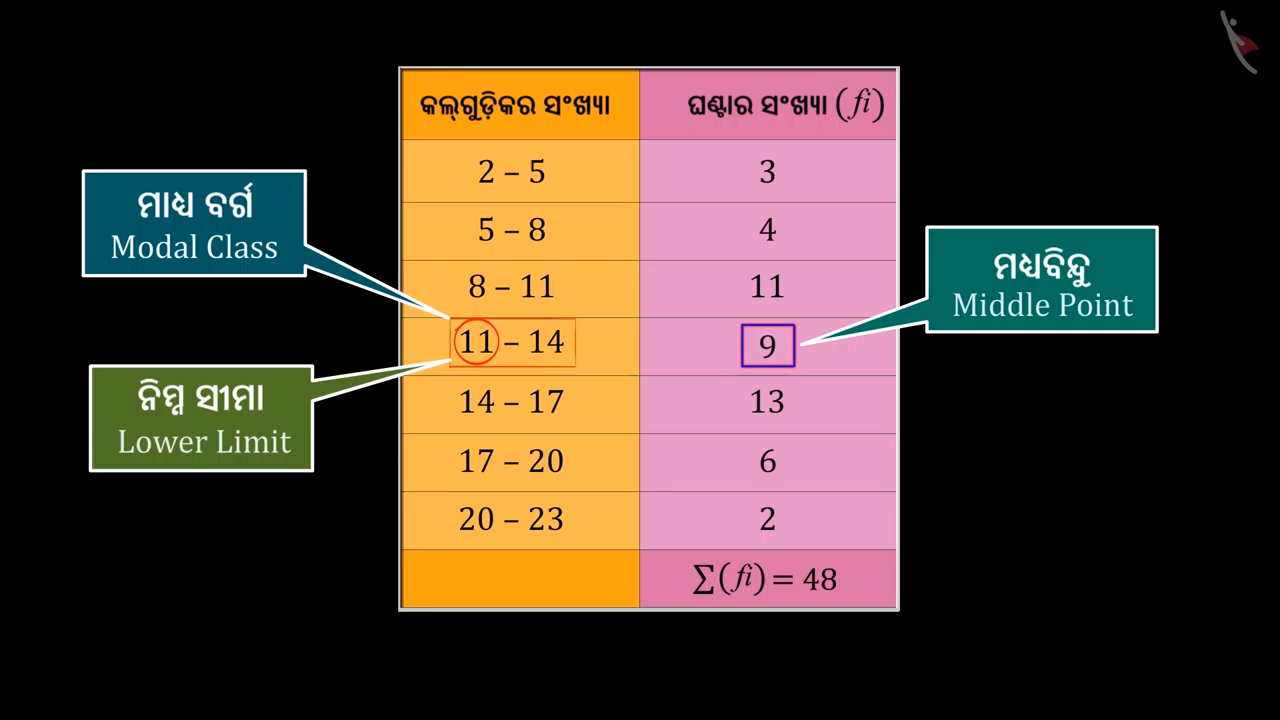 କଲ୍‌ଗୁଡ଼ିକର ସଂଖ୍ୟା ଘଣ୍ଟାର ସଂଖ୍ୟା (fi)
2 – 5 3
5 – 8 4
8 – 11 11
11 – 14 9
14 – 17 13
17 – 20 6
20 – 23 2
∑(fi) = 48
ମାଧ୍ୟ ବର୍ଗ
Modal Class
ନିମ୍ନ ସୀମା
Lower Limit
ମଧ୍ୟବିନ୍ଦୁ
Middle Point